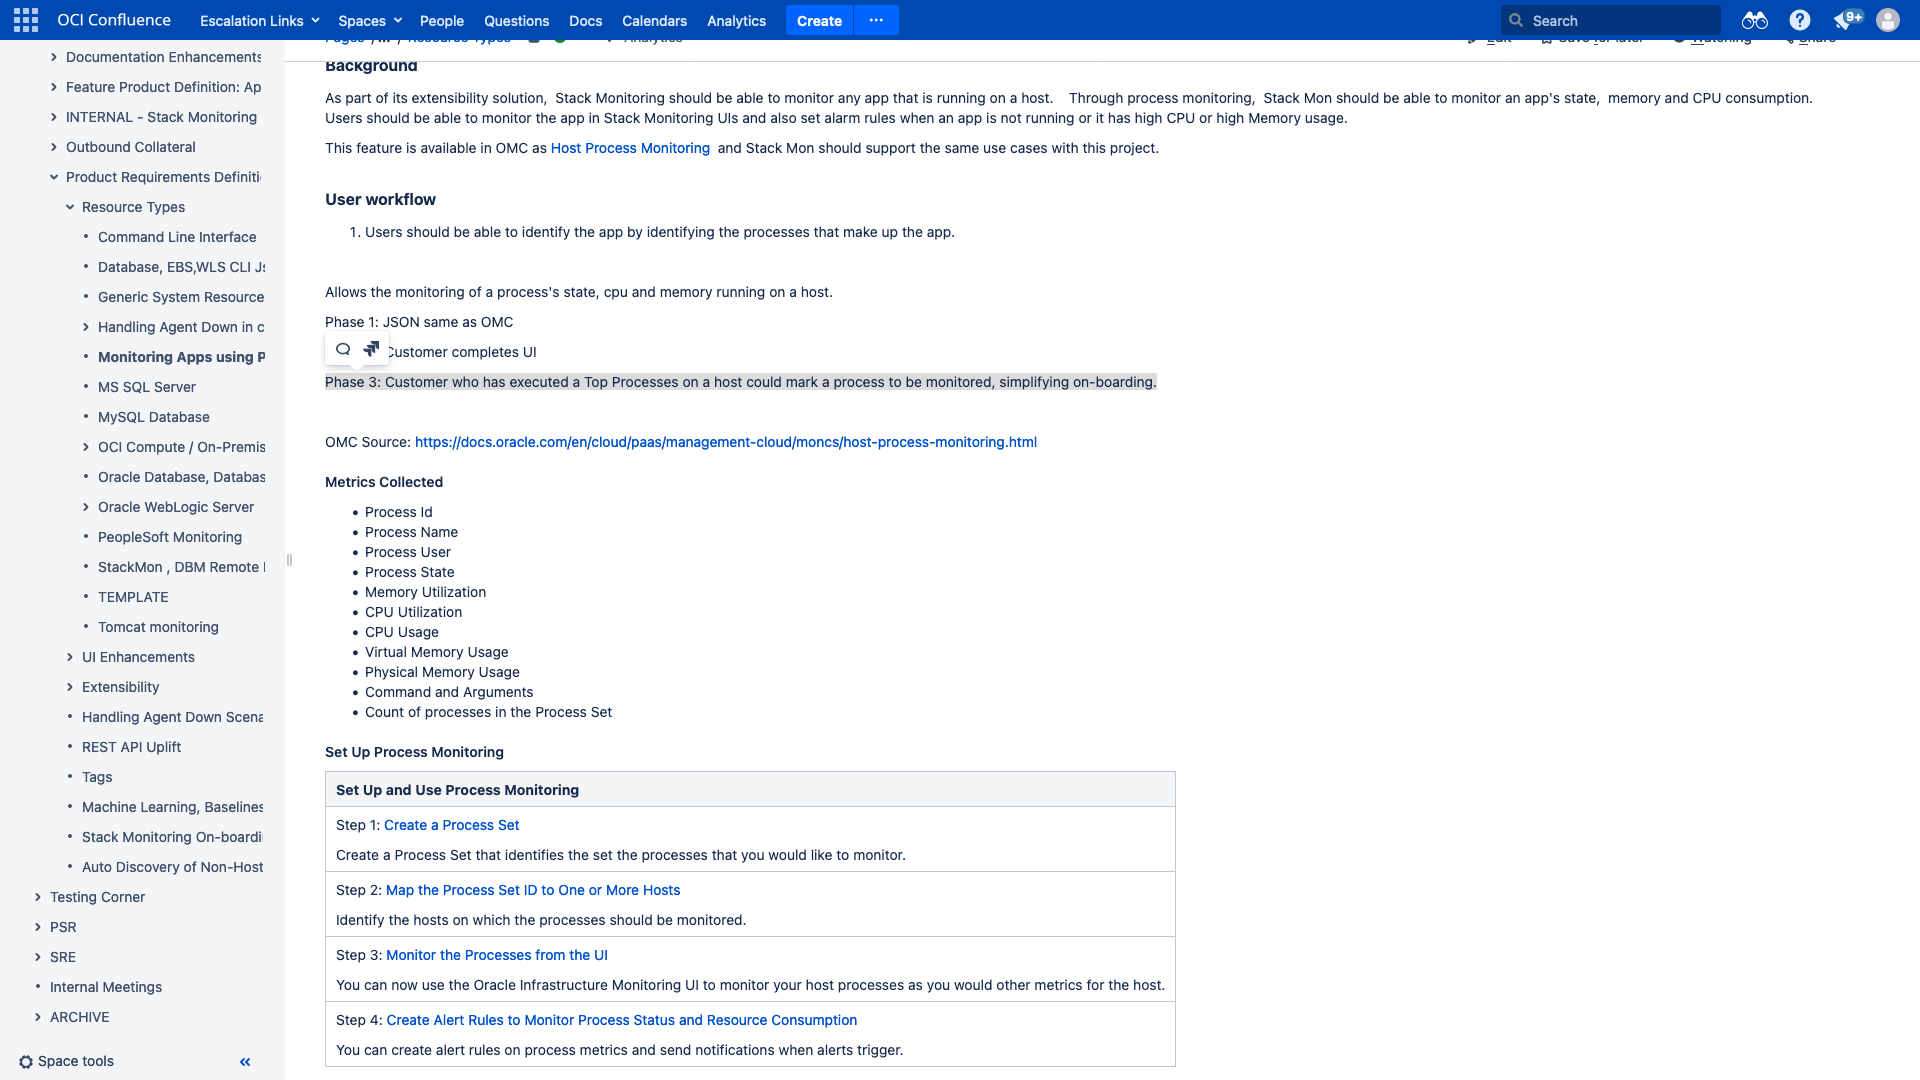 OCI Confluence Escalation Links Spaces People Questions Docs Calendars Analytics Create ··· Search 9+
Documentation Enhancements
Feature Product Definition: Ap
INTERNAL - Stack Monitoring
Outbound Collateral
Product Requirements Definiti
Resource Types
Command Line Interface
Database, EBS,WLS CLI Js
Generic System Resource
Handling Agent Down in c
Monitoring Apps using P
MS SQL Server
MySQL Database
OCI Compute / On-Premis
Oracle Database, Databas
Oracle WebLogic Server
PeopleSoft Monitoring
StackMon , DBM Remote
TEMPLATE
Tomcat monitoring
UI Enhancements
Extensibility
Handling Agent Down Scena
REST API Uplift
Tags
Machine Learning, Baselines
Stack Monitoring On-boardi
Auto Discovery of Non-Host
Testing Corner
PSR
SRE
Internal Meetings
ARCHIVE
Space tools
Pages / ... / Resource Types Analytics Edit Save for later Watching Share
Background
As part of its extensibility solution, Stack Monitoring should be able to monitor any app that is running on a host. Through process monitoring, Stack Mon should be able to monitor an app's state, memory and CPU consumption.
Users should be able to monitor the app in Stack Monitoring UIs and also set alarm rules when an app is not running or it has high CPU or high Memory usage.
This feature is available in OMC as Host Process Monitoring and Stack Mon should support the same use cases with this project.
User workflow
1. Users should be able to identify the app by identifying the processes that make up the app.
Allows the monitoring of a process's state, cpu and memory running on a host.
Phase 1: JSON same as OMC
Customer completes UI
Phase 3: Customer who has executed a Top Processes on a host could mark a process to be monitored, simplifying on-boarding.
OMC Source: https://docs.oracle.com/en/cloud/paas/management-cloud/moncs/host-process-monitoring.html
Metrics Collected
• Process Id
• Process Name
• Process User
• Process State
• Memory Utilization
• CPU Utilization
• CPU Usage
• Virtual Memory Usage
• Physical Memory Usage
• Command and Arguments
• Count of processes in the Process Set
Set Up Process Monitoring
Set Up and Use Process Monitoring
Step 1: Create a Process Set
Create a Process Set that identifies the set the processes that you would like to monitor.
Step 2: Map the Process Set ID to One or More Hosts
Identify the hosts on which the processes should be monitored.
Step 3: Monitor the Processes from the UI
You can now use the Oracle Infrastructure Monitoring UI to monitor your host processes as you would other metrics for the host.
Step 4: Create Alert Rules to Monitor Process Status and Resource Consumption
You can create alert rules on process metrics and send notifications when alerts trigger.